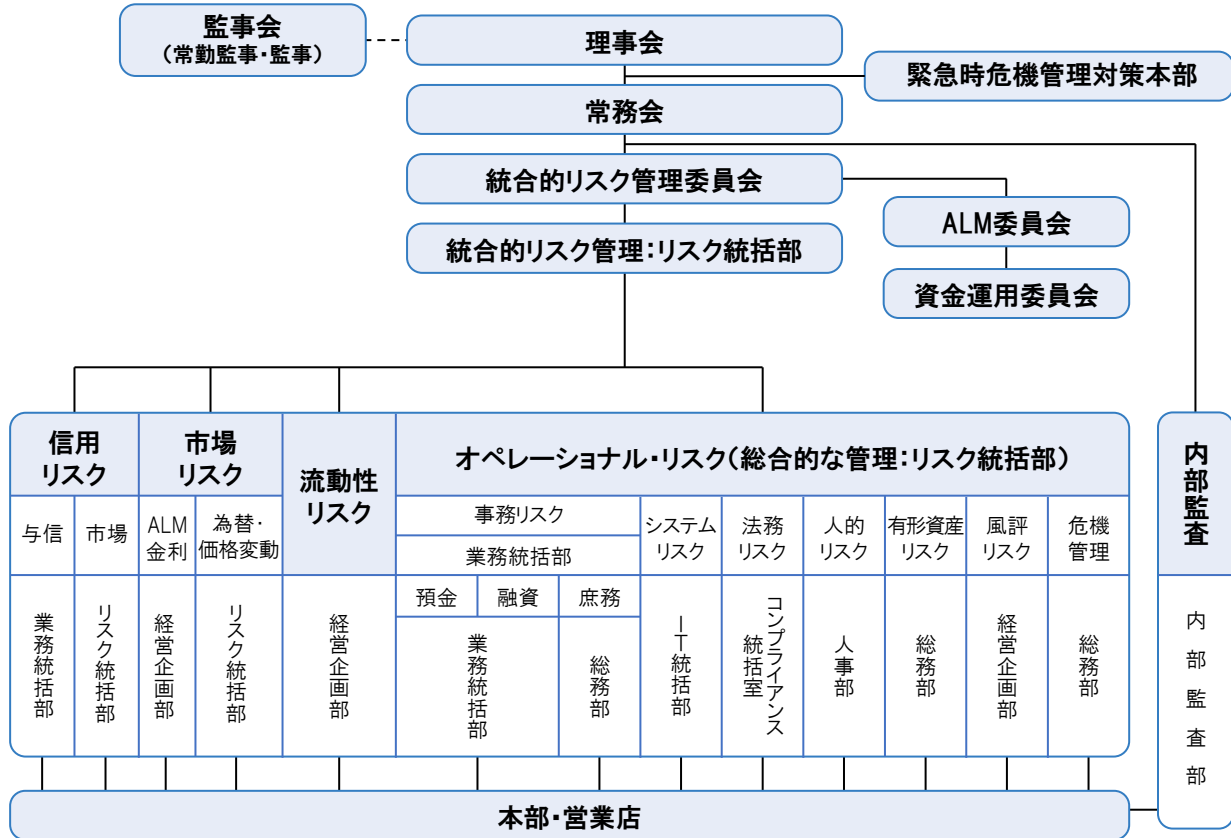 監事会
（常勤監事・監事）
理事会
緊急時危機管理対策本部
常務会
統合的リスク管理委員会
ALM委員会
統合的リスク管理：リスク統括部
資金運用委員会
信用
リスク
市場
リスク
流動性
リスク
オペレーショナル・リスク（総合的な管理：リスク統括部）
内部監査
与信
市場
ALM
金利
為替・
価格変動
事務リスク
業務統括部
システム
リスク
法務
リスク
人的
リスク
有形資産
リスク
風評
リスク
危機
管理
預金
融資
庶務
業務統括部
リスク統括部
経営企画部
リスク統括部
経営企画部
業務統括部
総務部
IT統括部
コンプライアンス
統括室
人事部
総務部
経営企画部
総務部
内部監査部
本部・営業店